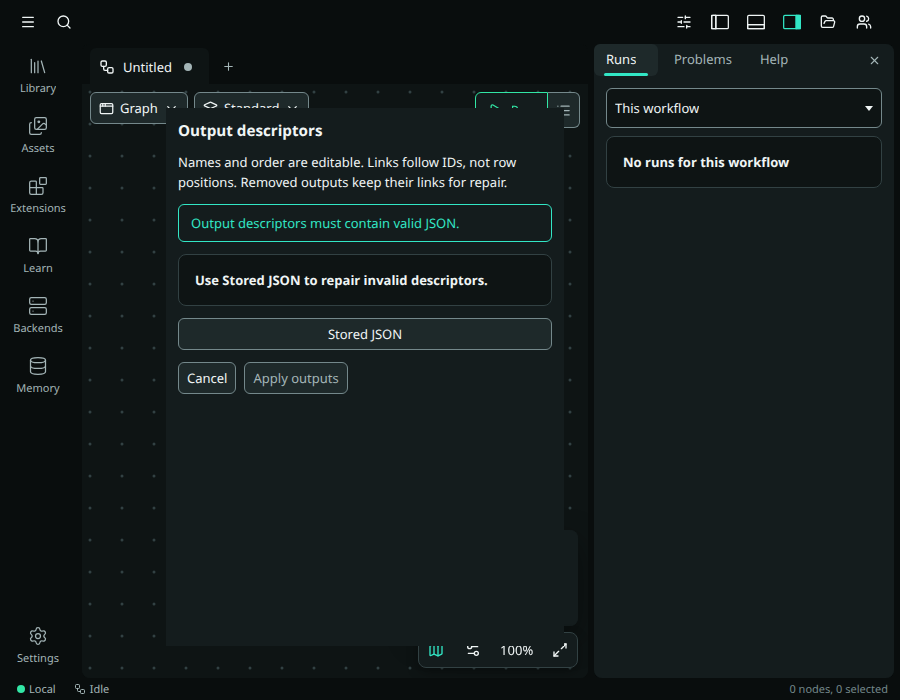 Untitled
Runs
Problems
Help
Library
Assets
Extensions
Learn
Backends
Memory
Settings
Graph
Standard
Output descriptors
Names and order are editable. Links follow IDs, not row
positions. Removed outputs keep their links for repair.
Output descriptors must contain valid JSON.
Use Stored JSON to repair invalid descriptors.
Stored JSON
Cancel
Apply outputs
This workflow
No runs for this workflow
100%
Local
Idle
0 nodes, 0 selected